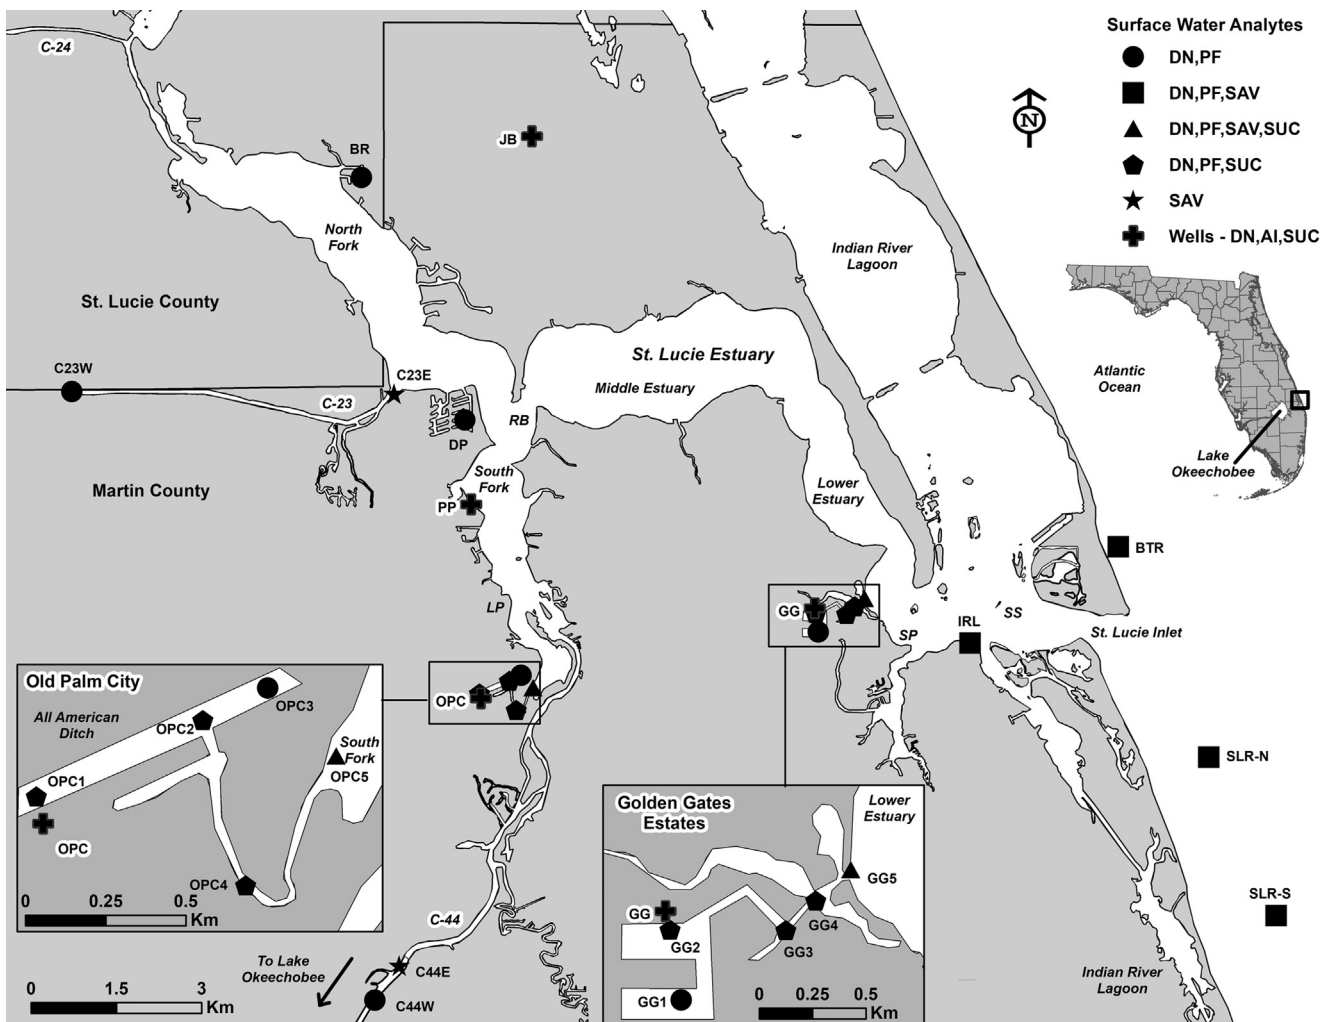 Surface Water Analytes
DN,PF
DN,PF,SAV
DN,PF,SAV,SUC
DN,PF,SUC
SAV
Wells - DN,AI,SUC
N
C-24
BR
JB
North
Fork
Indian River
Lagoon
St. Lucie County
St. Lucie Estuary
Middle Estuary
C23W
C23E
C-23
RB
DP
Atlantic
Ocean
Lake
Okeechobee
Martin County
South
Fork
PP
Lower
Estuary
BTR
LP
GG
SP
IRL
SS
St. Lucie Inlet
OPC
SLR-N
SLR-S
Old Palm City
All American
Ditch
OPC3
OPC2
South
Fork
OPC5
OPC1
OPC
OPC4
0 0.25 0.5
Km
Golden Gates
Estates
Lower
Estuary
GG5
GG
GG4
GG2
GG3
GG1
0 0.25 0.5
Km
C-44
To Lake
Okeechobee
C44E
C44W
Indian River
Lagoon
0 1.5 3
Km